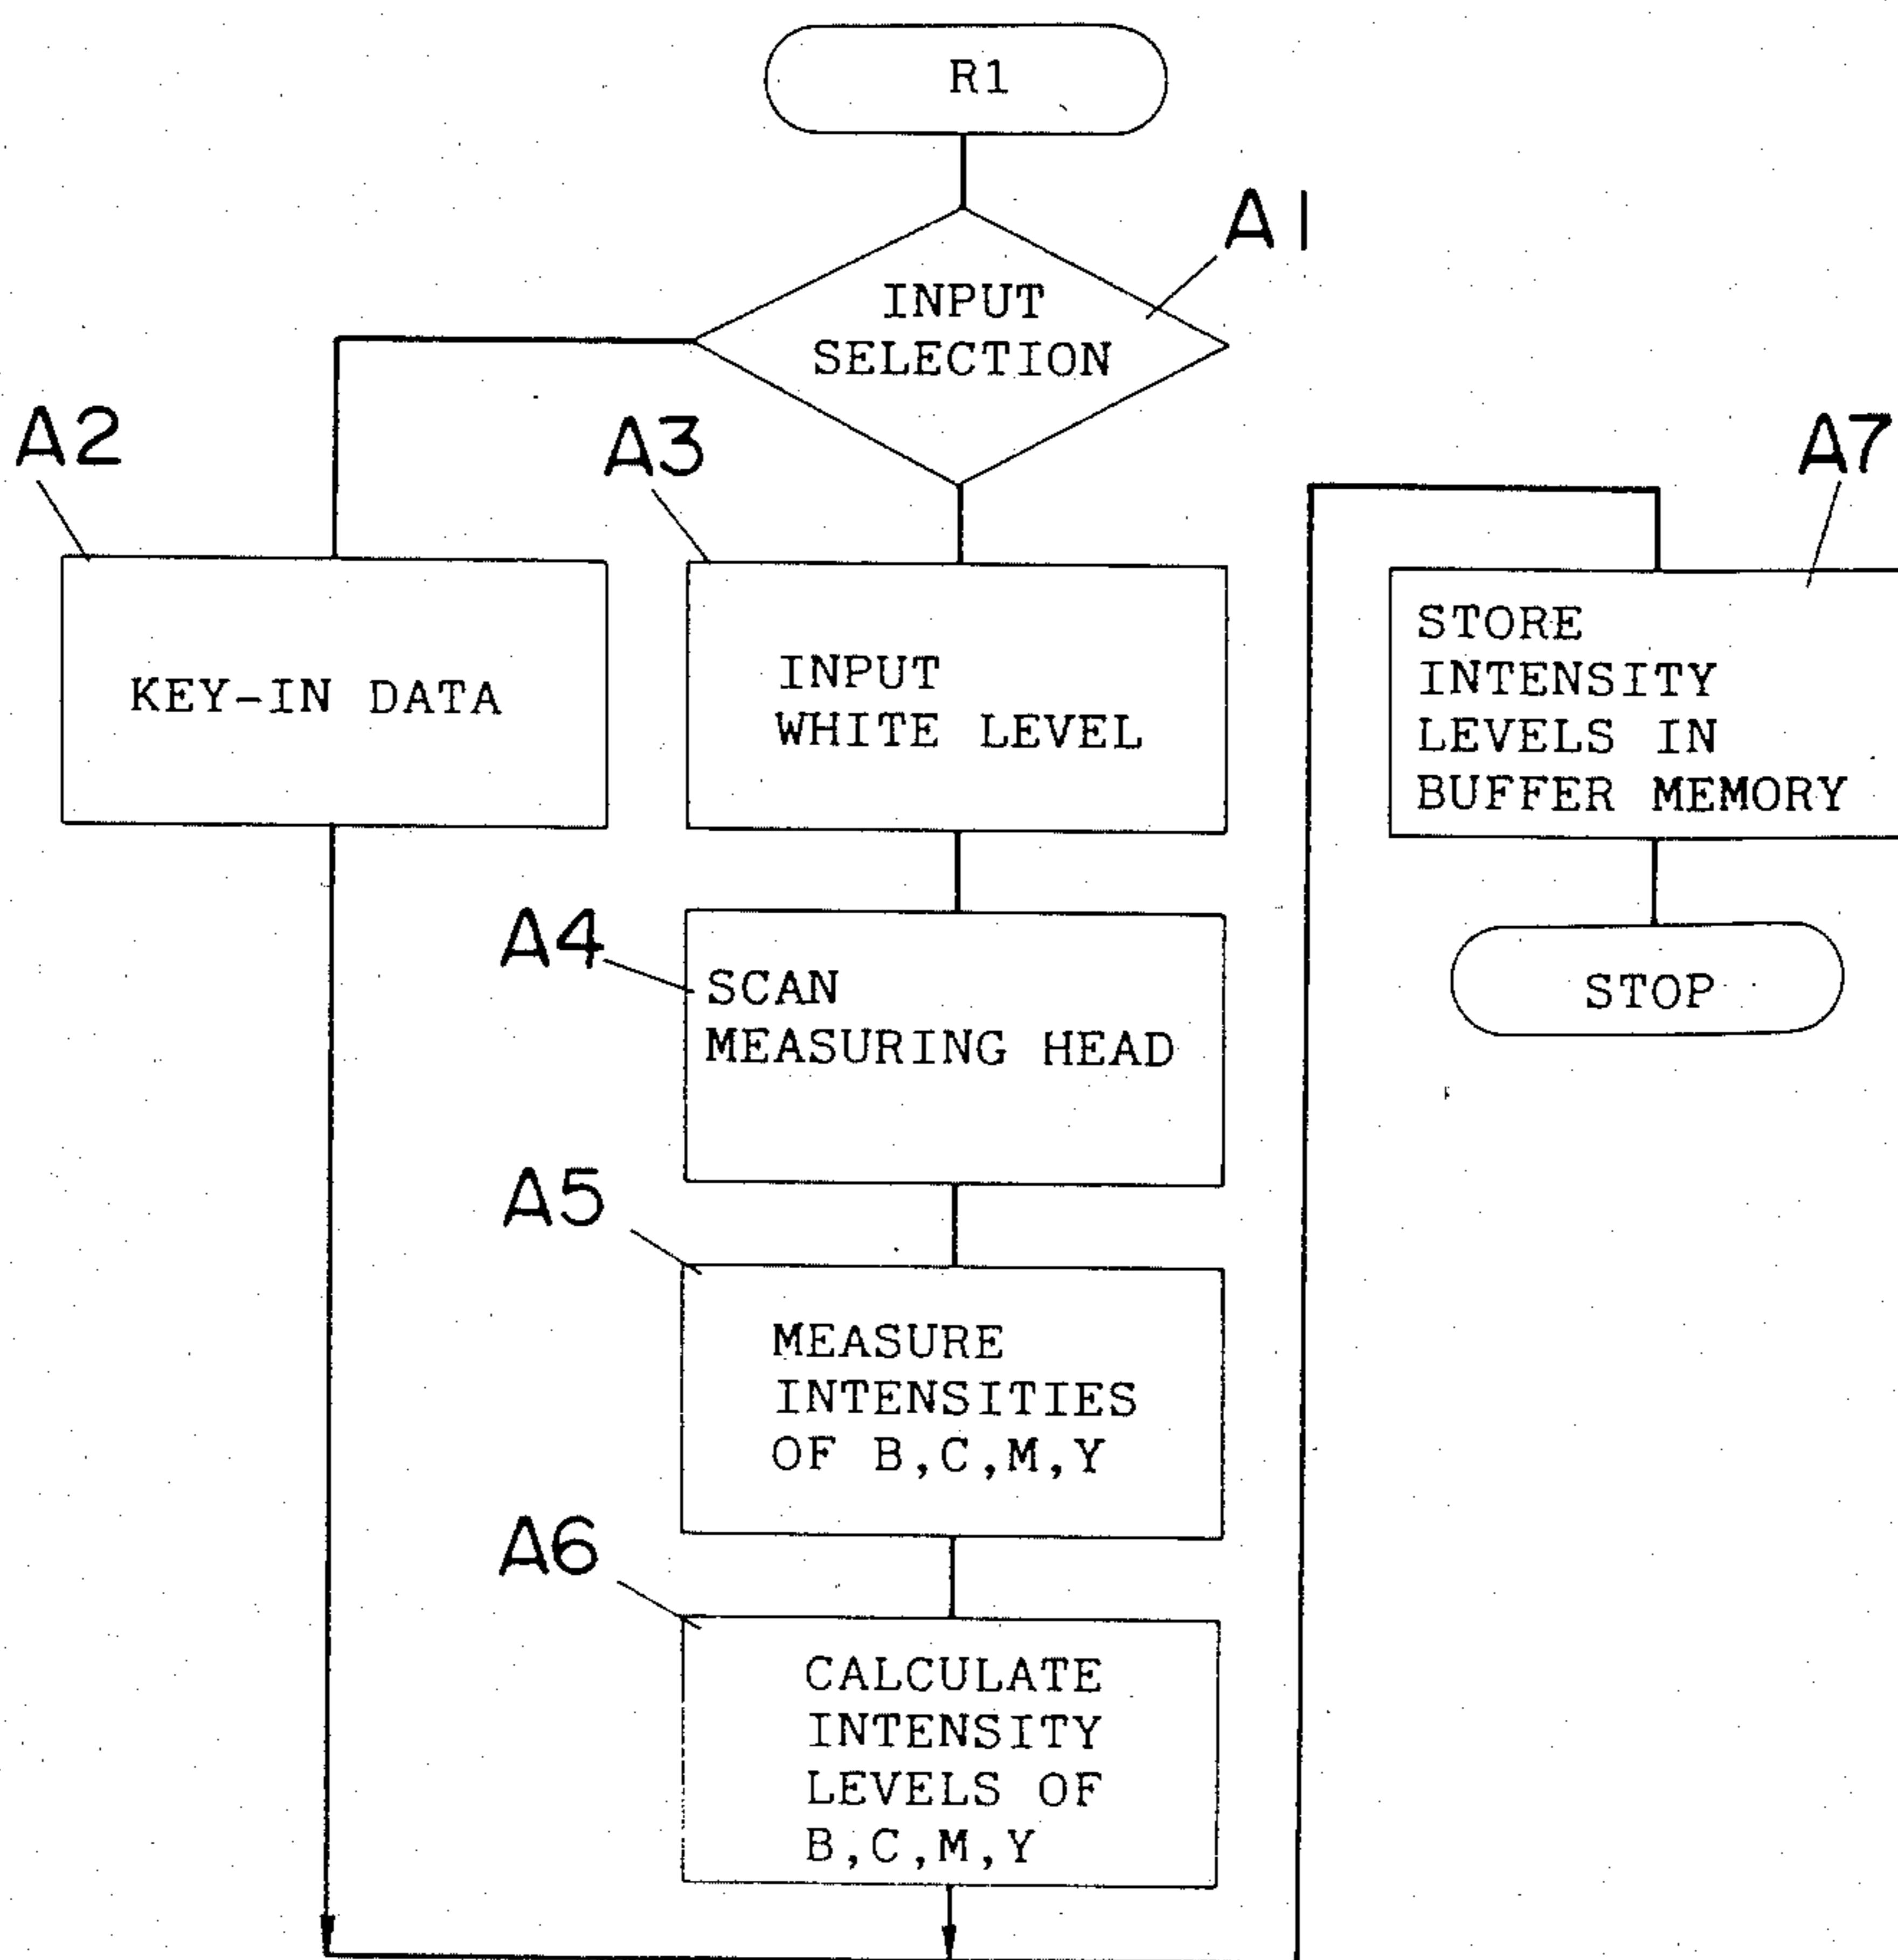 R1
A1
INPUT
SELECTION
A2
A3
A7
KEY-IN DATA
INPUT
WHITE LEVEL
STORE
INTENSITY
LEVELS IN
BUFFER MEMORY
A4
SCAN
MEASURING HEAD
STOP
A5
MEASURE
INTENSITIES
OF B,C,M,Y
A6
CALCULATE
INTENSITY
LEVELS OF
B,C,M,Y